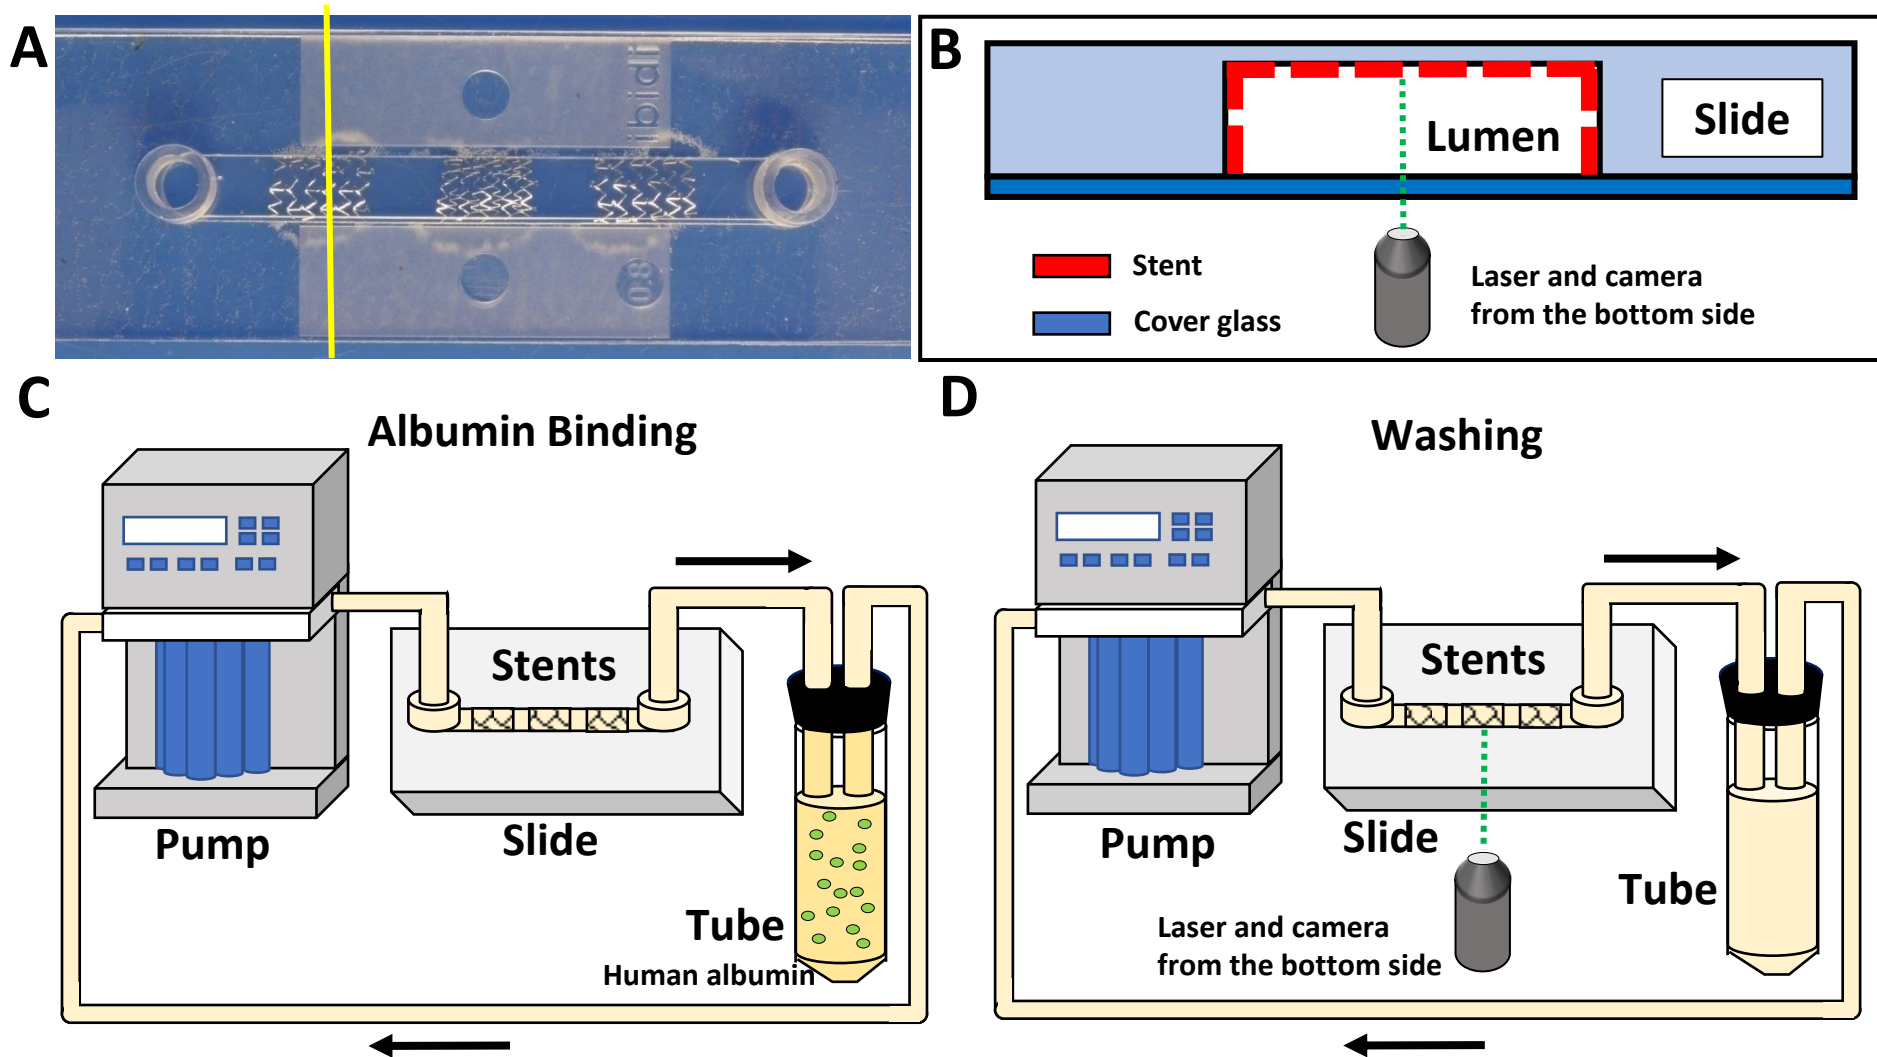 A
ibidi
0.8
B
Lumen
Slide
Stent
Cover glass
Laser and camera
from the bottom side
C
Albumin Binding
Stents
Pump
Slide
Tube
Human albumin
D
Washing
Stents
Pump
Slide
Tube
Laser and camera
from the bottom side